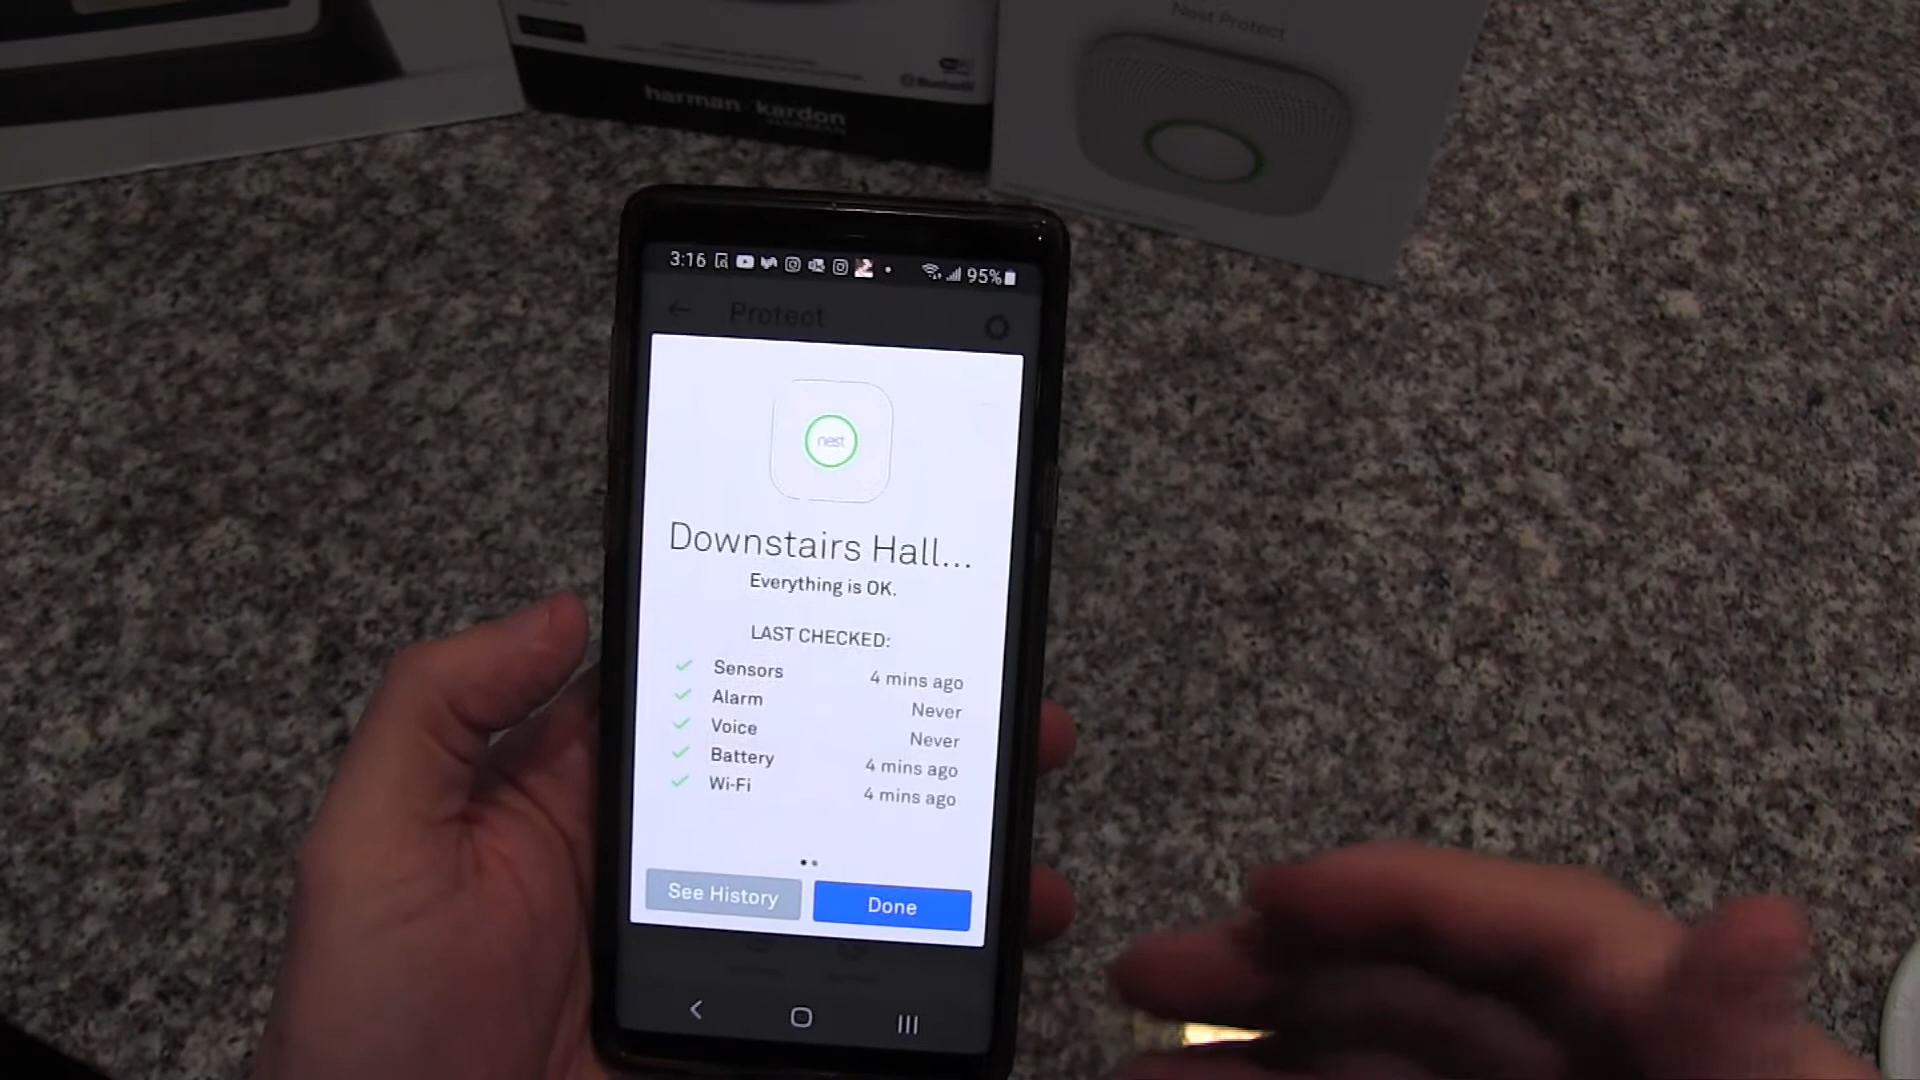 Nest Protect
harman kardon
Bluetooth
3:16
95%
Protect
nest
Downstairs Hall...
Everything is OK.
LAST CHECKED:
Sensors 4 mins ago
Alarm Never
Voice Never
Battery 4 mins ago
Wi-Fi 4 mins ago
See History Done